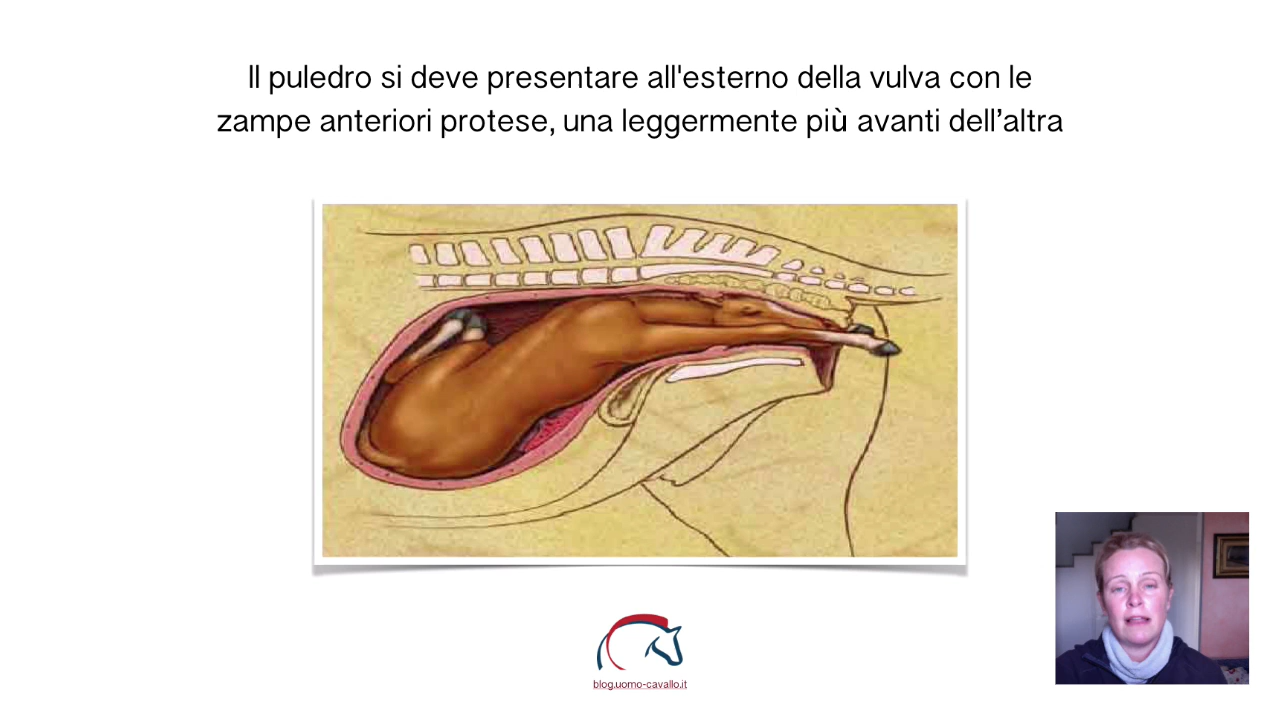 Il puledro si deve presentare all'esterno della vulva con le
zampe anteriori protese, una leggermente più avanti dell’altra
blog.uomo-cavallo.it